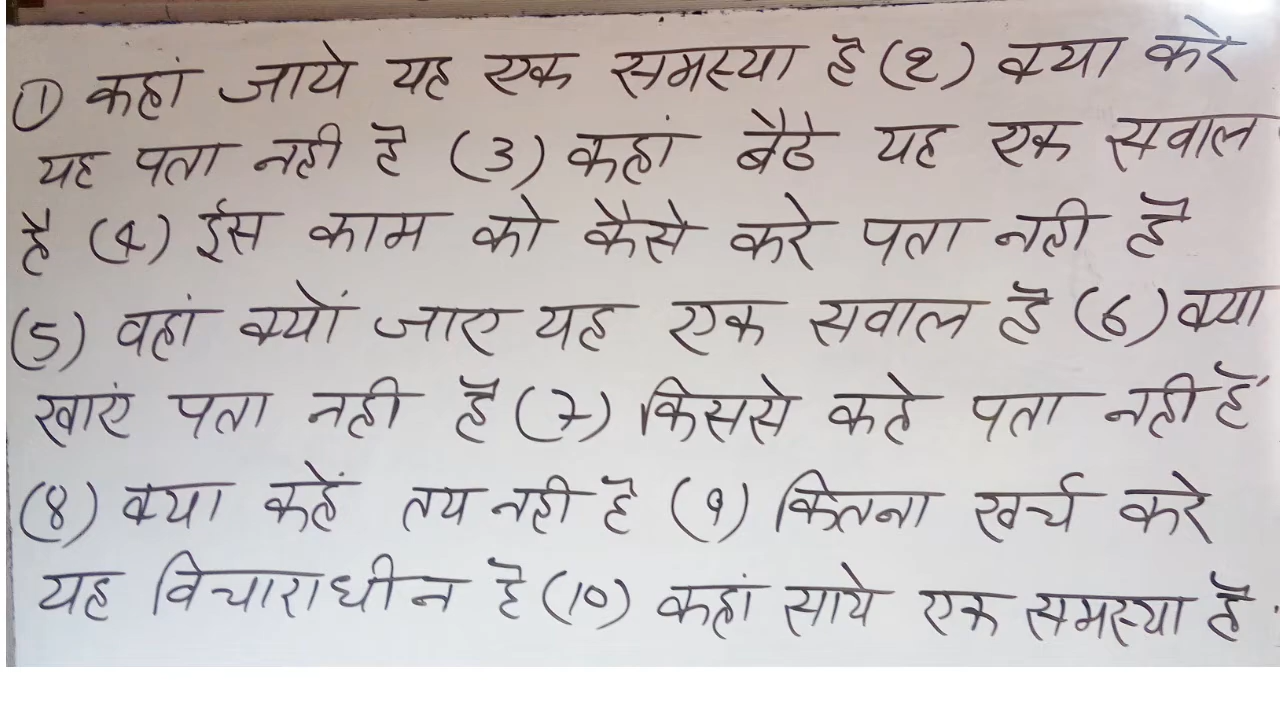 ① कहां जाये यह एक समस्या है (२) क्या करे
यह पता नही है (3) कहां बैठे यह एक सवाल
है (4) ईस काम को कैसे करे पता नही है
(5) वहां क्यों जाए यह एक सवाल है (6) क्या
खाएं पता नही है (7) किससे कहे पता नही हैं
(8) क्या कहें तय नही है (9) कितना खर्च करे
यह विचाराधीन है (10) कहां साये एक समस्या है.